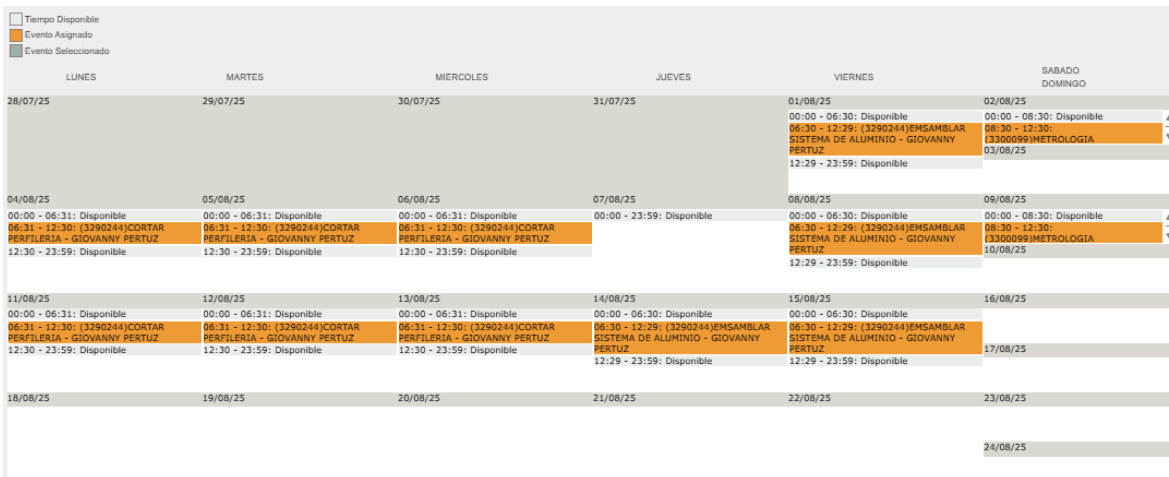 Tiempo Disponible
Evento Asignado
Evento Seleccionado
LUNES
MARTES
MIERCOLES
JUEVES
VIERNES
SABADO
DOMINGO
28/07/25
29/07/25
30/07/25
31/07/25
01/08/25
00:00 - 06:30: Disponible
06:30 - 12:29: (3290244)EMSAMBLAR
SISTEMA DE ALUMINIO - GIOVANNY
PERTUZ
12:29 - 23:59: Disponible
02/08/25
00:00 - 08:30: Disponible
08:30 - 12:30:
(3300099)METROLOGIA
03/08/25
04/08/25
00:00 - 06:31: Disponible
06:31 - 12:30: (3290244)CORTAR
PERFILERIA - GIOVANNY PERTUZ
12:30 - 23:59: Disponible
05/08/25
00:00 - 06:31: Disponible
06:31 - 12:30: (3290244)CORTAR
PERFILERIA - GIOVANNY PERTUZ
12:30 - 23:59: Disponible
06/08/25
00:00 - 06:31: Disponible
06:31 - 12:30: (3290244)CORTAR
PERFILERIA - GIOVANNY PERTUZ
12:30 - 23:59: Disponible
07/08/25
00:00 - 23:59: Disponible
08/08/25
00:00 - 06:30: Disponible
06:30 - 12:29: (3290244)EMSAMBLAR
SISTEMA DE ALUMINIO - GIOVANNY
PERTUZ
12:29 - 23:59: Disponible
09/08/25
00:00 - 08:30: Disponible
08:30 - 12:30:
(3300099)METROLOGIA
10/08/25
11/08/25
00:00 - 06:31: Disponible
06:31 - 12:30: (3290244)CORTAR
PERFILERIA - GIOVANNY PERTUZ
12:30 - 23:59: Disponible
12/08/25
00:00 - 06:31: Disponible
06:31 - 12:30: (3290244)CORTAR
PERFILERIA - GIOVANNY PERTUZ
12:30 - 23:59: Disponible
13/08/25
00:00 - 06:31: Disponible
06:31 - 12:30: (3290244)CORTAR
PERFILERIA - GIOVANNY PERTUZ
12:30 - 23:59: Disponible
14/08/25
00:00 - 06:30: Disponible
06:30 - 12:29: (3290244)EMSAMBLAR
SISTEMA DE ALUMINIO - GIOVANNY
PERTUZ
12:29 - 23:59: Disponible
15/08/25
00:00 - 06:30: Disponible
06:30 - 12:29: (3290244)EMSAMBLAR
SISTEMA DE ALUMINIO - GIOVANNY
PERTUZ
12:29 - 23:59: Disponible
16/08/25
17/08/25
18/08/25
19/08/25
20/08/25
21/08/25
22/08/25
23/08/25
24/08/25